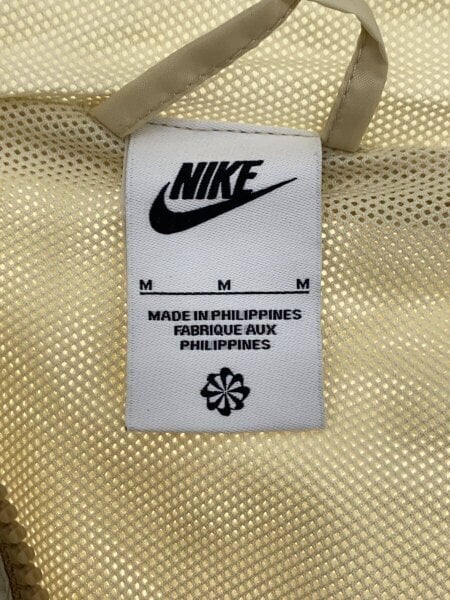 NIKE
M M M
MADE IN PHILIPPINES
FABRIQUE AUX
PHILIPPINES